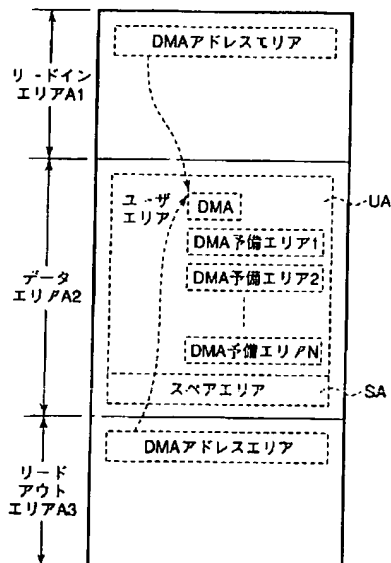 リードイン
エリアA1
DMAアドレスエリア
ユーザ
エリア
DMA
UA
DMA予備エリア1
DMA予備エリア2
データ
エリアA2
DMA予備エリアN
スペアエリア
SA
DMAアドレスエリア
リード
アウト
エリアA3